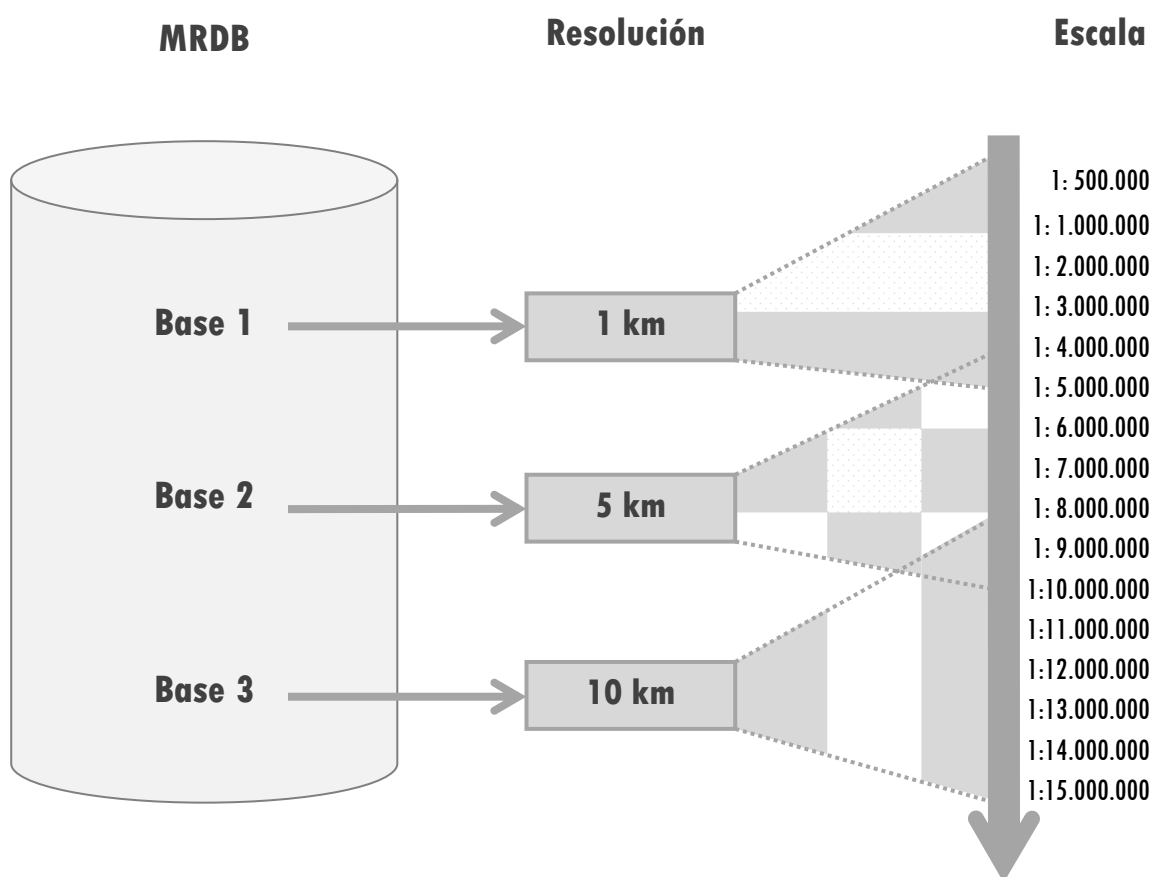 MRDB
Resolución
Escala
1: 500.000
1: 1.000.000
1: 2.000.000
1: 3.000.000
1: 4.000.000
1: 5.000.000
1: 6.000.000
1: 7.000.000
1: 8.000.000
1: 9.000.000
1:10.000.000
1:11.000.000
1:12.000.000
1:13.000.000
1:14.000.000
1:15.000.000
Base 1
1 km
Base 2
5 km
Base 3
10 km